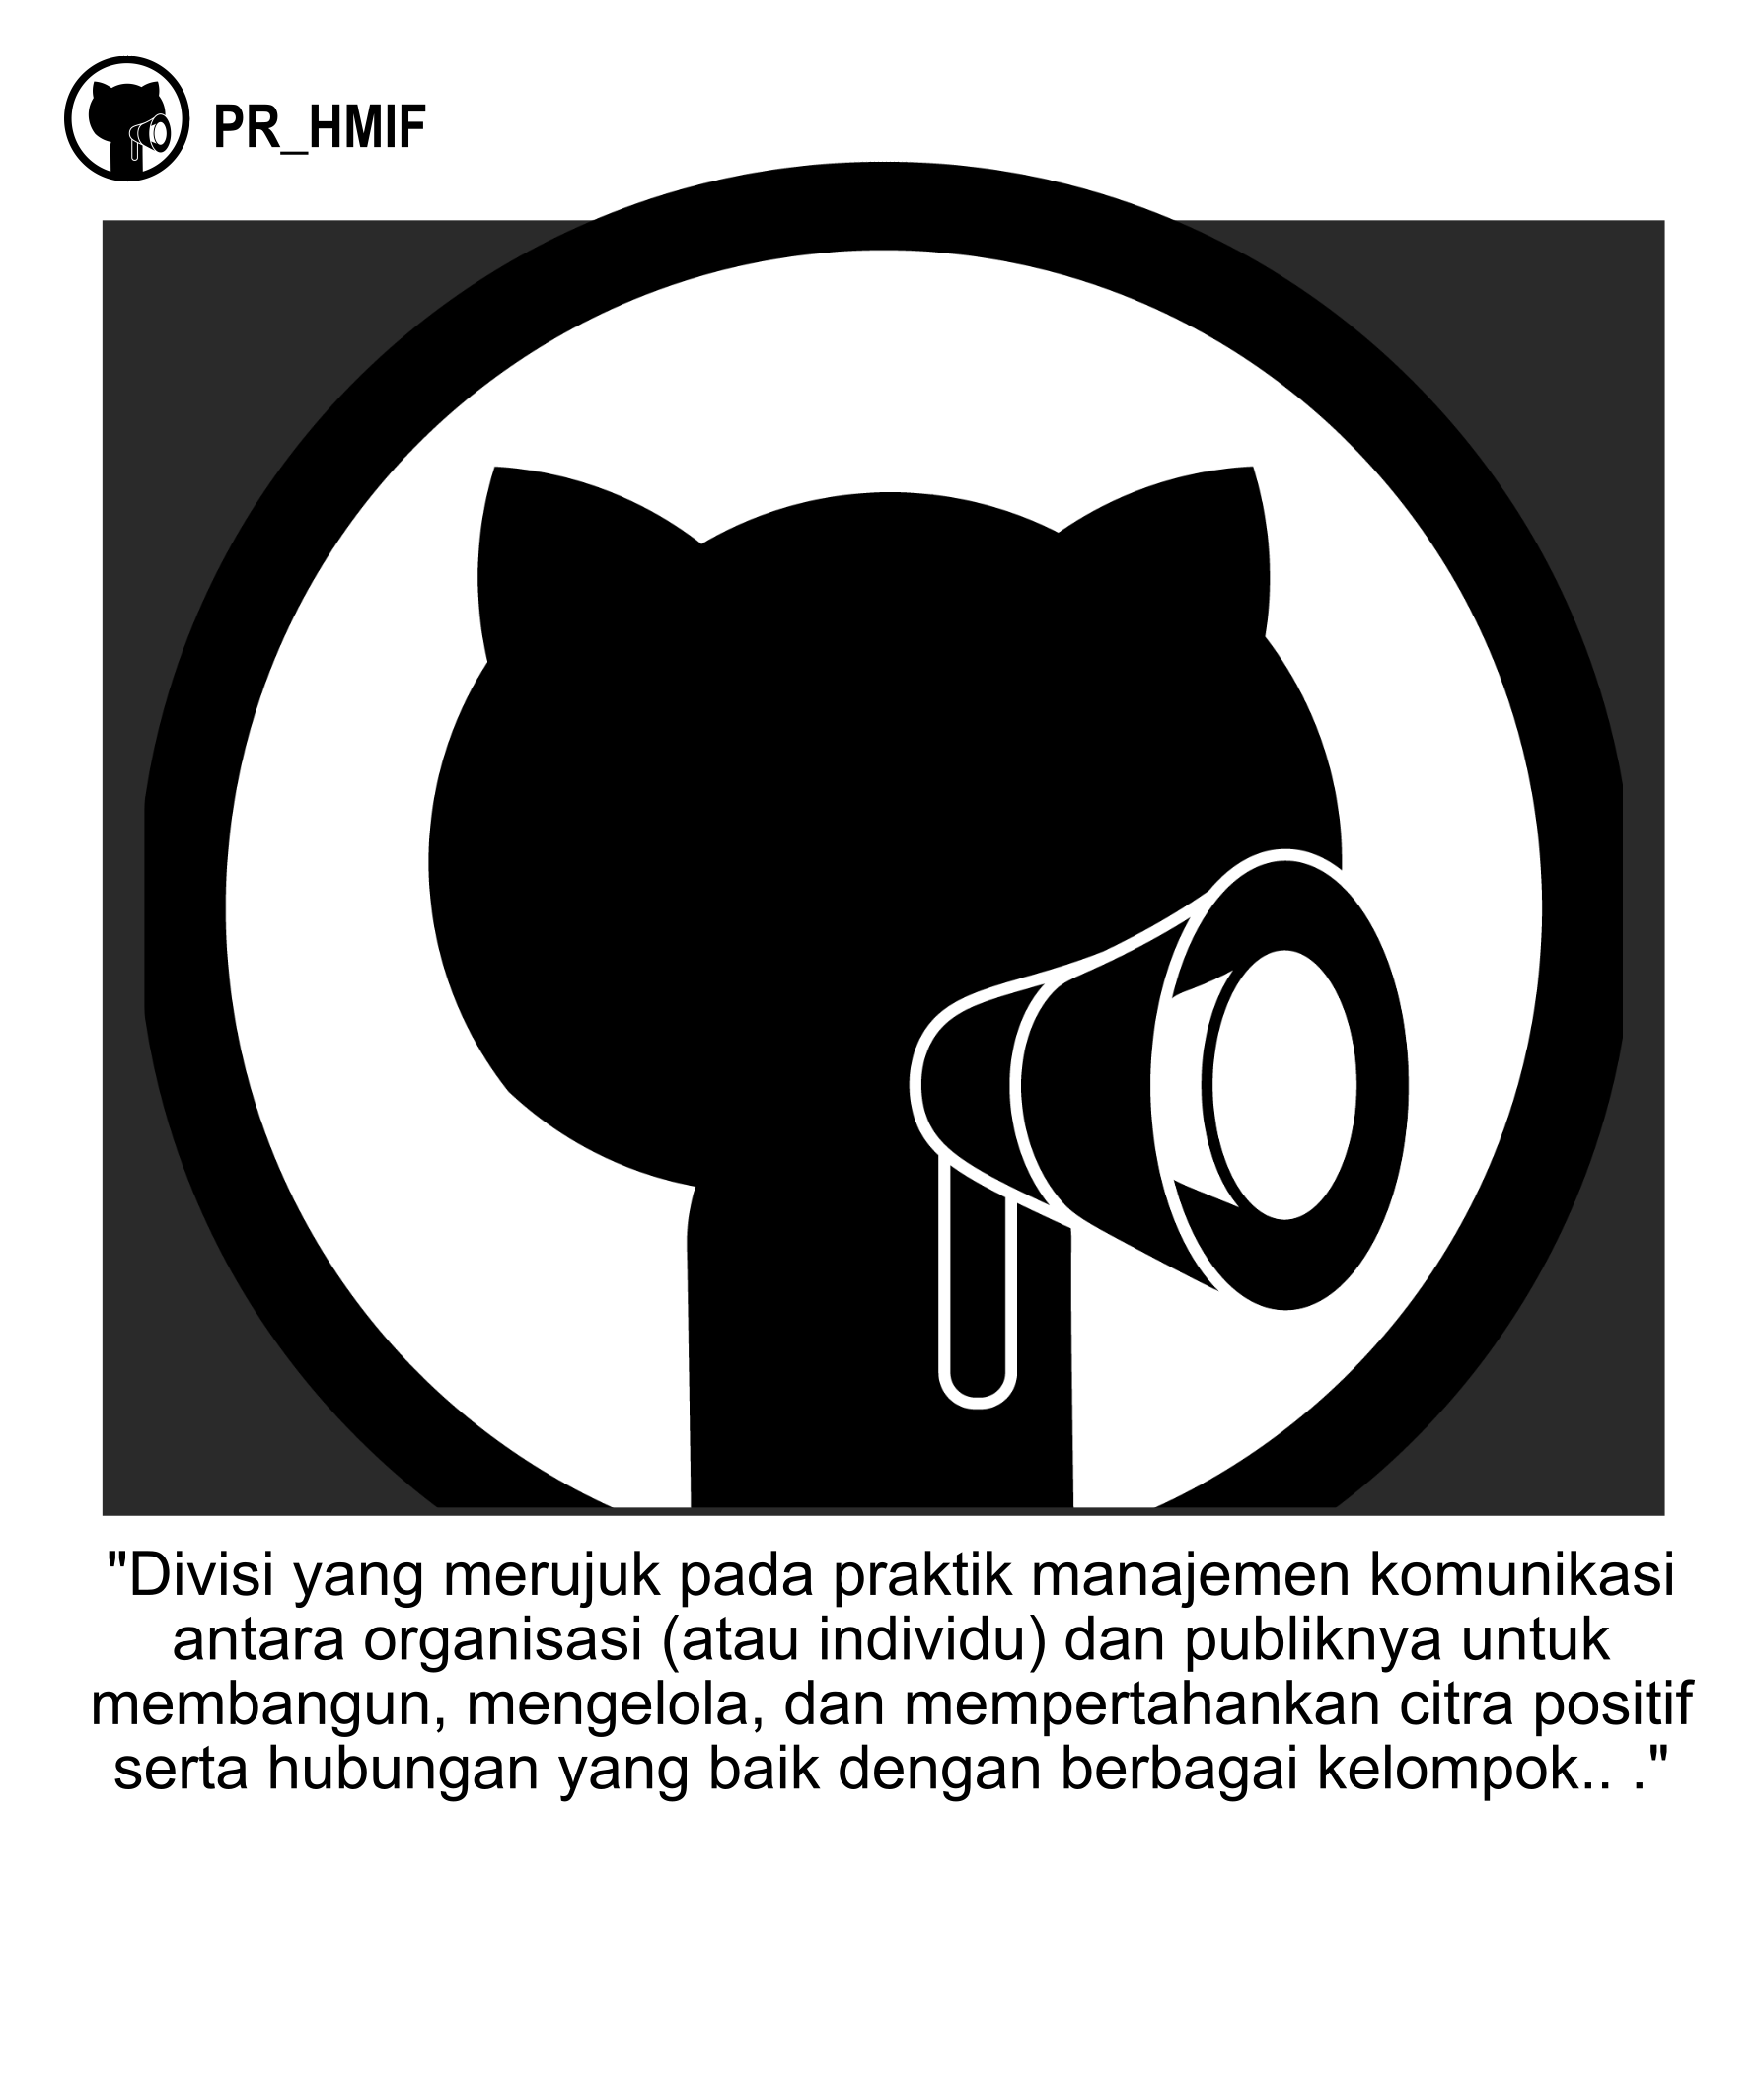 PR_HMIF
"Divisi yang merujuk pada praktik manajemen komunikasi
antara organisasi (atau individu) dan publiknya untuk
membangun, mengelola, dan mempertahankan citra positif
serta hubungan yang baik dengan berbagai kelompok.. ."